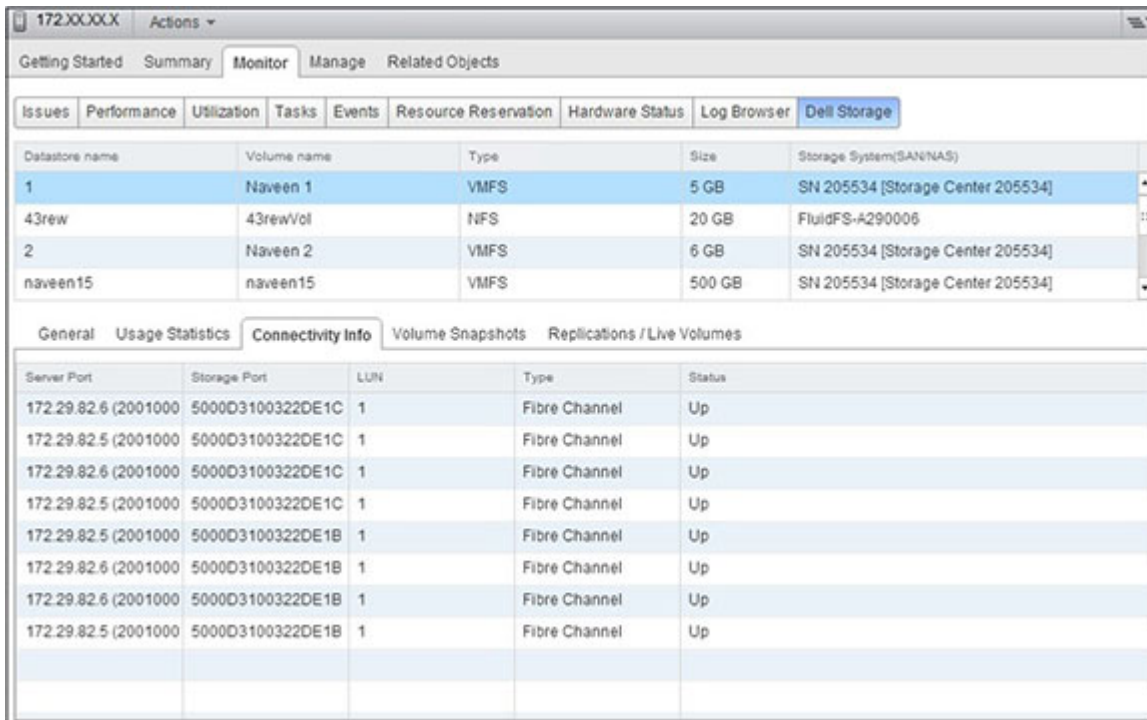 172.XX.XX.X Actions
Getting Started Summary Monitor Manage Related Objects
Issues Performance Utilization Tasks Events Resource Reservation Hardware Status Log Browser Dell Storage
Datastore name Volume name Type Size Storage System(SAN/NAS)
1 Naveen 1 VMFS 5 GB SN 205534 [Storage Center 205534]
43rew 43rewVol NFS 20 GB FluidFS-A290006
2 Naveen 2 VMFS 6 GB SN 205534 [Storage Center 205534]
naveen15 naveen15 VMFS 500 GB SN 205534 [Storage Center 205534]
General Usage Statistics Connectivity Info Volume Snapshots Replications / Live Volumes
Server Port Storage Port LUN Type Status
172.29.82.6 (2001000 5000D3100322DE1C 1 Fibre Channel Up
172.29.82.5 (2001000 5000D3100322DE1C 1 Fibre Channel Up
172.29.82.6 (2001000 5000D3100322DE1C 1 Fibre Channel Up
172.29.82.5 (2001000 5000D3100322DE1C 1 Fibre Channel Up
172.29.82.5 (2001000 5000D3100322DE1B 1 Fibre Channel Up
172.29.82.6 (2001000 5000D3100322DE1B 1 Fibre Channel Up
172.29.82.6 (2001000 5000D3100322DE1B 1 Fibre Channel Up
172.29.82.5 (2001000 5000D3100322DE1B 1 Fibre Channel Up